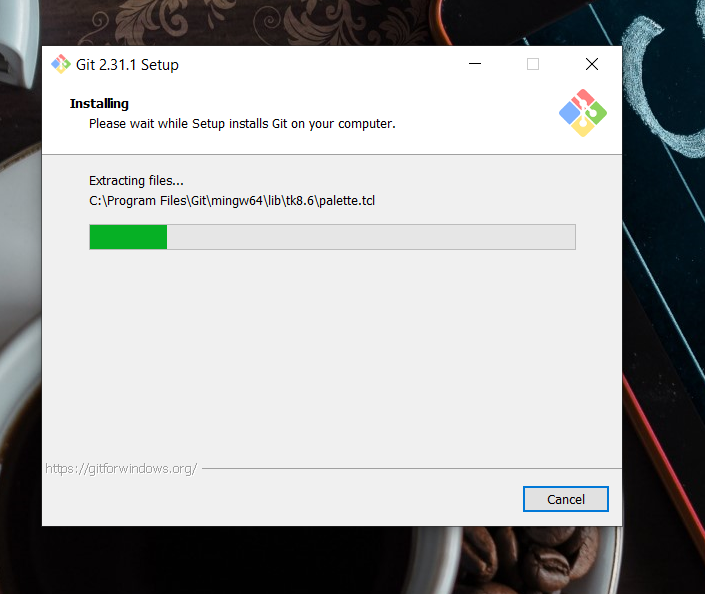 Git 2.31.1 Setup
Installing
Please wait while Setup installs Git on your computer.
Extracting files...
C:\Program Files\Git\mingw64\lib\tk8.6\palette.tcl
https://gitforwindows.org/
Cancel